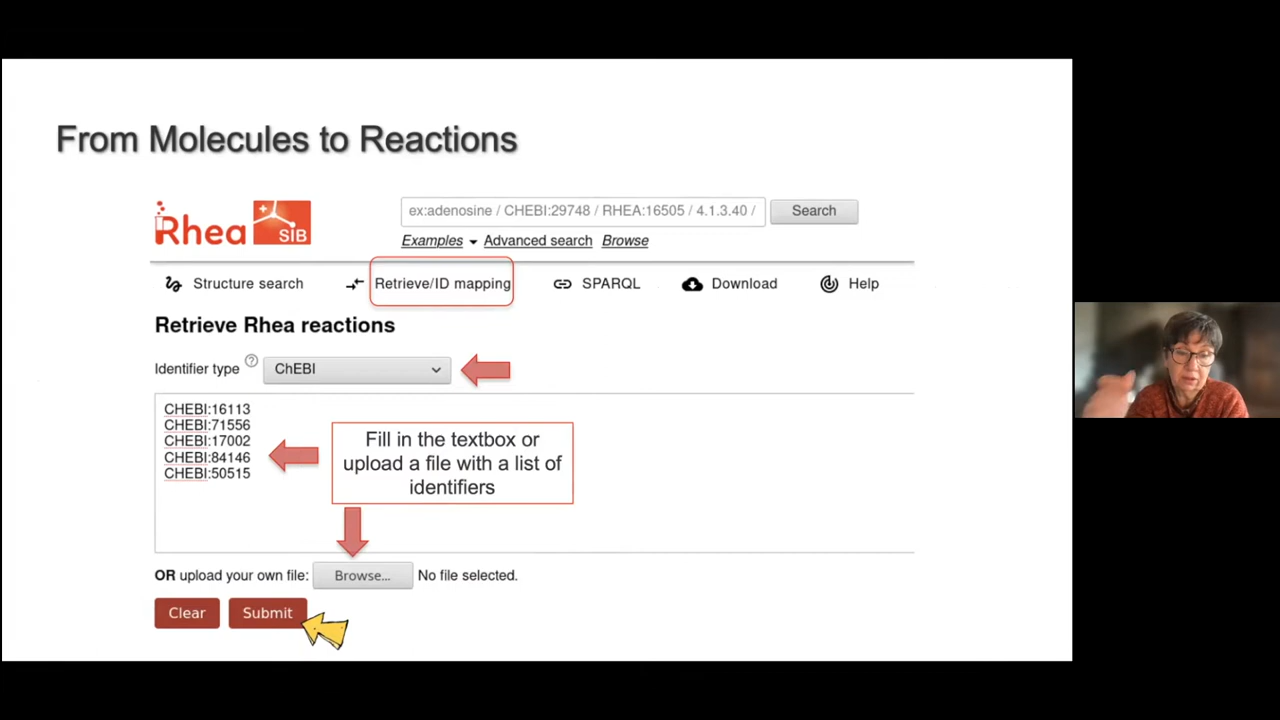 From Molecules to Reactions
Rhea SIB
ex:adenosine / CHEBI:29748 / RHEA:16505 / 4.1.3.40 /
Search
Examples Advanced search Browse
Structure search Retrieve/ID mapping SPARQL Download Help
Retrieve Rhea reactions
Identifier type ? ChEBI
CHEBI:16113
CHEBI:71556
CHEBI:17002
CHEBI:84146
CHEBI:50515
Fill in the textbox or
upload a file with a list of
identifiers
OR upload your own file: Browse... No file selected.
Clear Submit